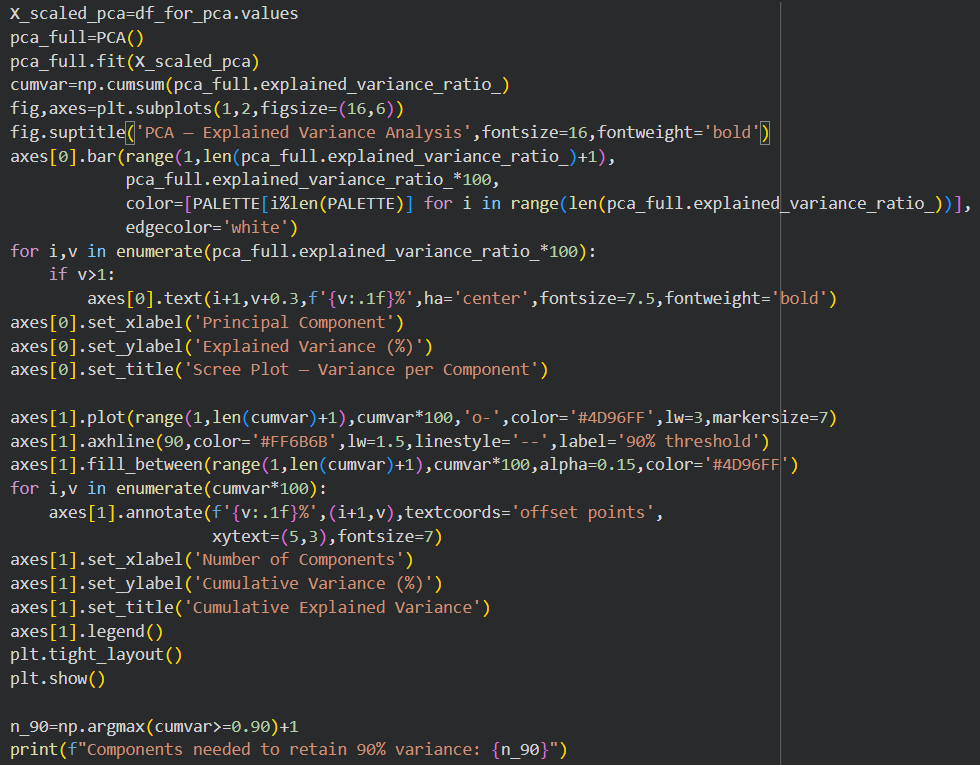 X_scaled_pca=df_for_pca.values
pca_full=PCA()
pca_full.fit(X_scaled_pca)
cumvar=np.cumsum(pca_full.explained_variance_ratio_)
fig,axes=plt.subplots(1,2,figsize=(16,6))
fig.suptitle('PCA — Explained Variance Analysis',fontsize=16,fontweight='bold')
axes[0].bar(range(1,len(pca_full.explained_variance_ratio_)+1),
            pca_full.explained_variance_ratio_*100,
            color=[PALETTE[i%len(PALETTE)] for i in range(len(pca_full.explained_variance_ratio_))],
            edgecolor='white')
for i,v in enumerate(pca_full.explained_variance_ratio_*100):
    if v>1:
        axes[0].text(i+1,v+0.3,f'{v:.1f}%',ha='center',fontsize=7.5,fontweight='bold')
axes[0].set_xlabel('Principal Component')
axes[0].set_ylabel('Explained Variance (%)')
axes[0].set_title('Scree Plot — Variance per Component')

axes[1].plot(range(1,len(cumvar)+1),cumvar*100,'o-',color='#4D96FF',lw=3,markersize=7)
axes[1].axhline(90,color='#FF6B6B',lw=1.5,linestyle='--',label='90% threshold')
axes[1].fill_between(range(1,len(cumvar)+1),cumvar*100,alpha=0.15,color='#4D96FF')
for i,v in enumerate(cumvar*100):
    axes[1].annotate(f'{v:.1f}%',(i+1,v),textcoords='offset points',
                     xytext=(5,3),fontsize=7)
axes[1].set_xlabel('Number of Components')
axes[1].set_ylabel('Cumulative Variance (%)')
axes[1].set_title('Cumulative Explained Variance')
axes[1].legend()
plt.tight_layout()
plt.show()

n_90=np.argmax(cumvar>=0.90)+1
print(f"Components needed to retain 90% variance: {n_90}")